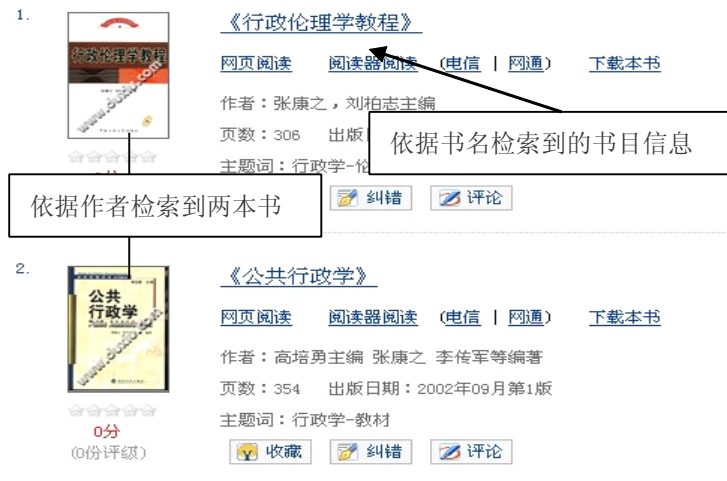 1.
《行政伦理学教程》
行政伦理学教程
www.duxiu.com
网页阅读 阅读器阅读 (电信 | 网通) 下载本书
作者：张康之，刘柏志主编
页数：306 出版
依据书名检索到的书目信息
主题词：行政学-伦
依据作者检索到两本书
纠错 评论
2.
《公共行政学》
公共
行政学
www.duxiu.com
网页阅读 阅读器阅读 (电信 | 网通) 下载本书
作者：高培勇主编 张康之 李传军等编著
页数：354 出版日期：2002年09月第1版
主题词：行政学-教材
0分
(0份评级)
收藏 纠错 评论